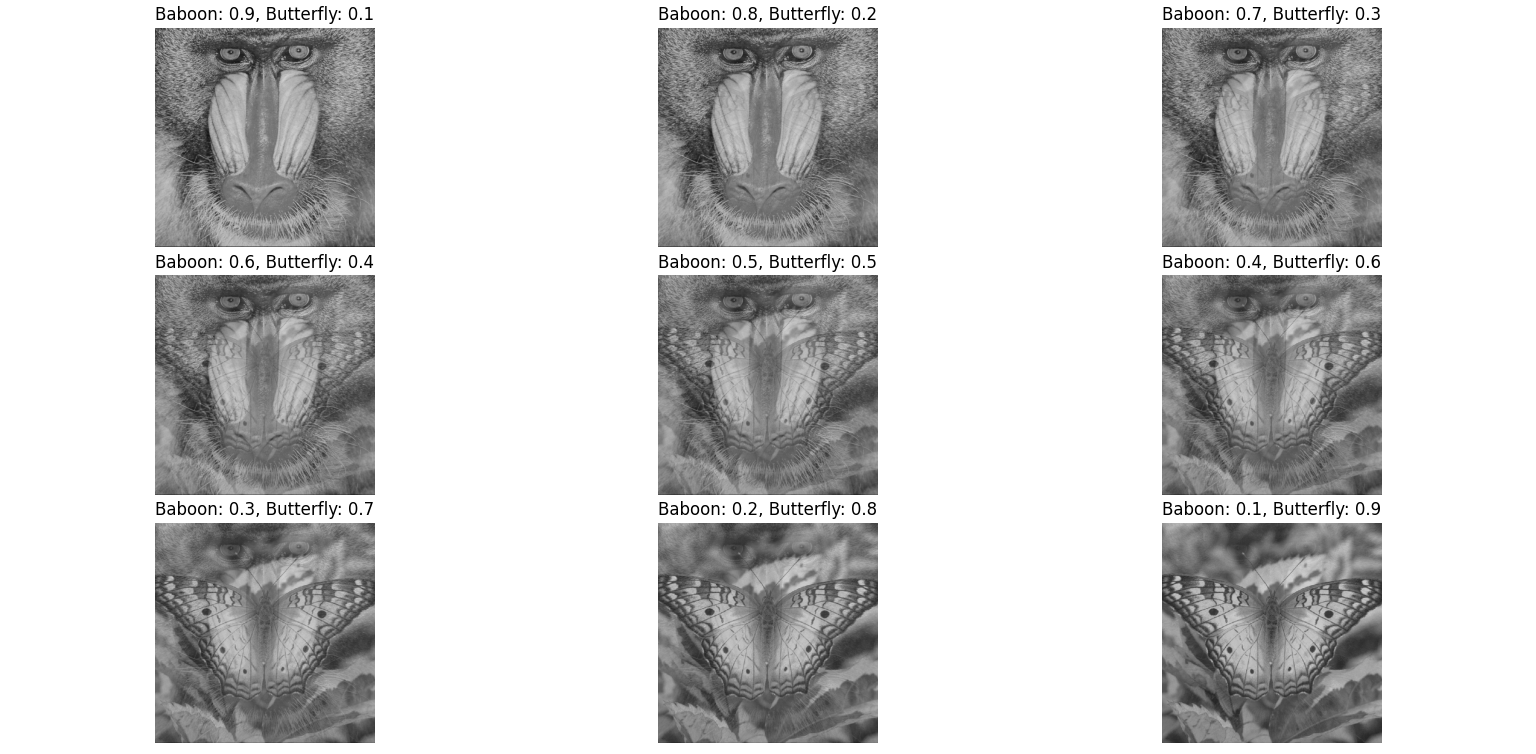 Baboon: 0.9, Butterfly: 0.1
Baboon: 0.8, Butterfly: 0.2
Baboon: 0.7, Butterfly: 0.3
Baboon: 0.6, Butterfly: 0.4
Baboon: 0.5, Butterfly: 0.5
Baboon: 0.4, Butterfly: 0.6
Baboon: 0.3, Butterfly: 0.7
Baboon: 0.2, Butterfly: 0.8
Baboon: 0.1, Butterfly: 0.9